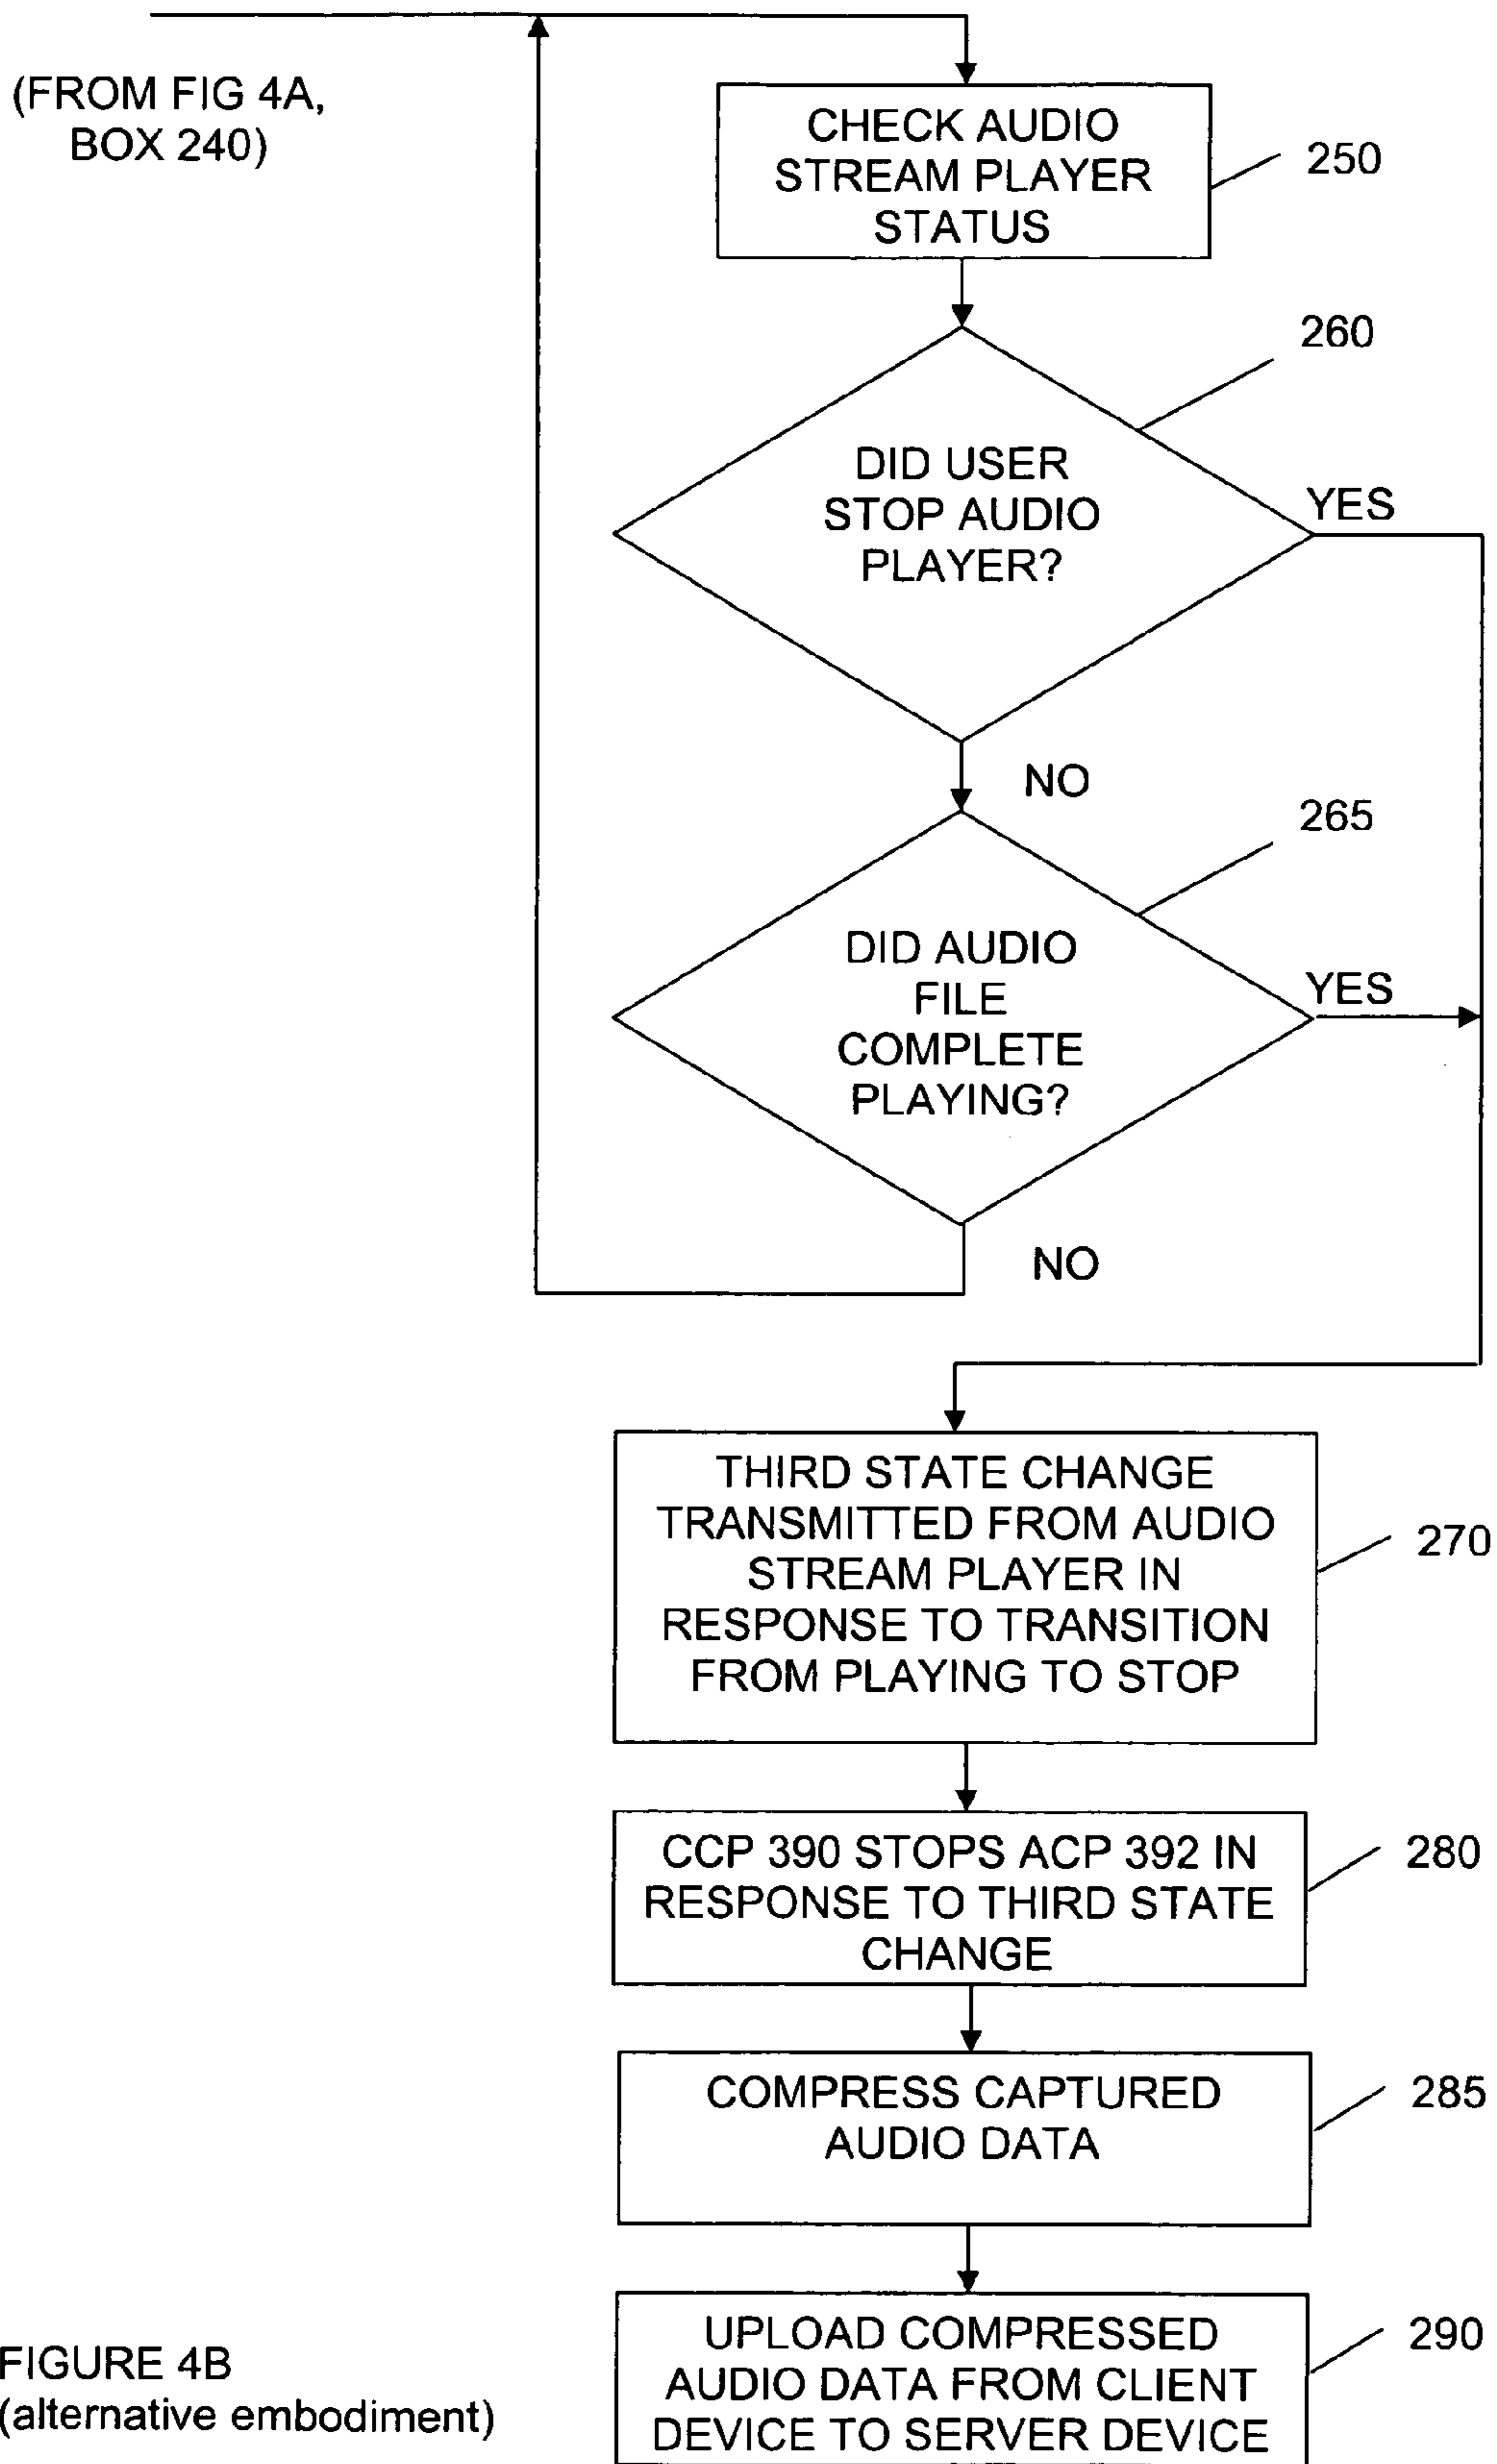 (FROM FIG 4A,
BOX 240)
CHECK AUDIO
STREAM PLAYER
STATUS
250
260
DID USER
STOP AUDIO
PLAYER?
YES
NO
265
DID AUDIO
FILE
COMPLETE
PLAYING?
YES
NO
THIRD STATE CHANGE
TRANSMITTED FROM AUDIO
STREAM PLAYER IN
RESPONSE TO TRANSITION
FROM PLAYING TO STOP
270
CCP 390 STOPS ACP 392 IN
RESPONSE TO THIRD STATE
CHANGE
280
COMPRESS CAPTURED
AUDIO DATA
285
UPLOAD COMPRESSED
AUDIO DATA FROM CLIENT
DEVICE TO SERVER DEVICE
290
FIGURE 4B
(alternative embodiment)